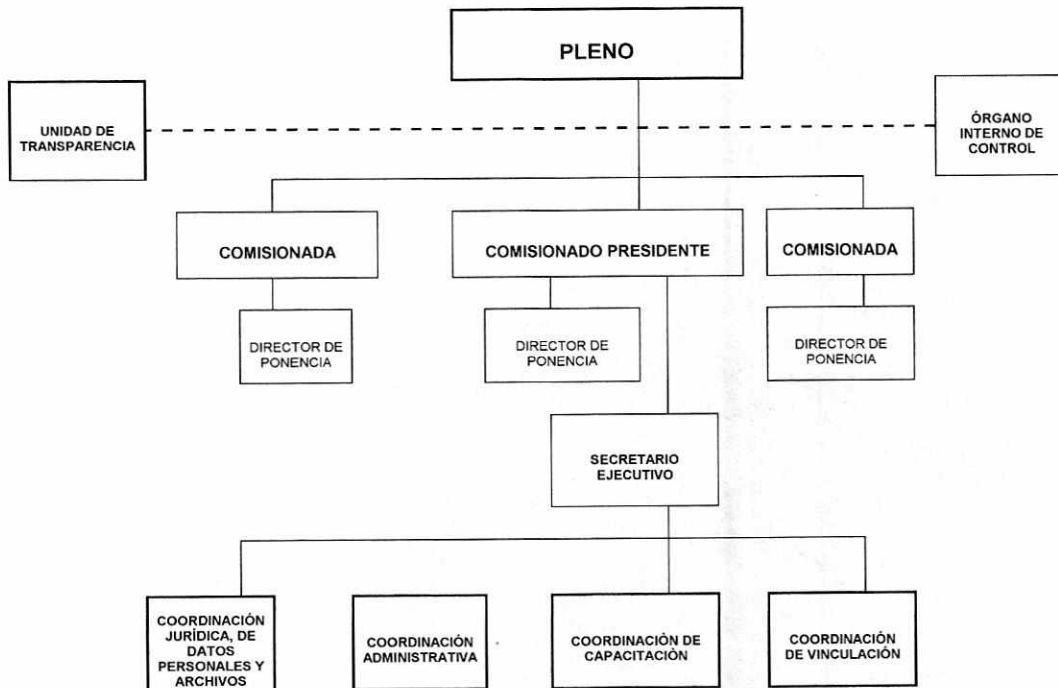 PLENO
UNIDAD DE
TRANSPARENCIA
ÓRGANO
INTERNO DE
CONTROL
COMISIONADA
COMISIONADO PRESIDENTE
COMISIONADA
DIRECTOR DE
PONENCIA
DIRECTOR DE
PONENCIA
DIRECTOR DE
PONENCIA
SECRETARIO
EJECUTIVO
COORDINACIÓN
JURÍDICA, DE
DATOS
PERSONALES Y
ARCHIVOS
COORDINACIÓN
ADMINISTRATIVA
COORDINACIÓN DE
CAPACITACIÓN
COORDINACIÓN
DE VINCULACIÓN